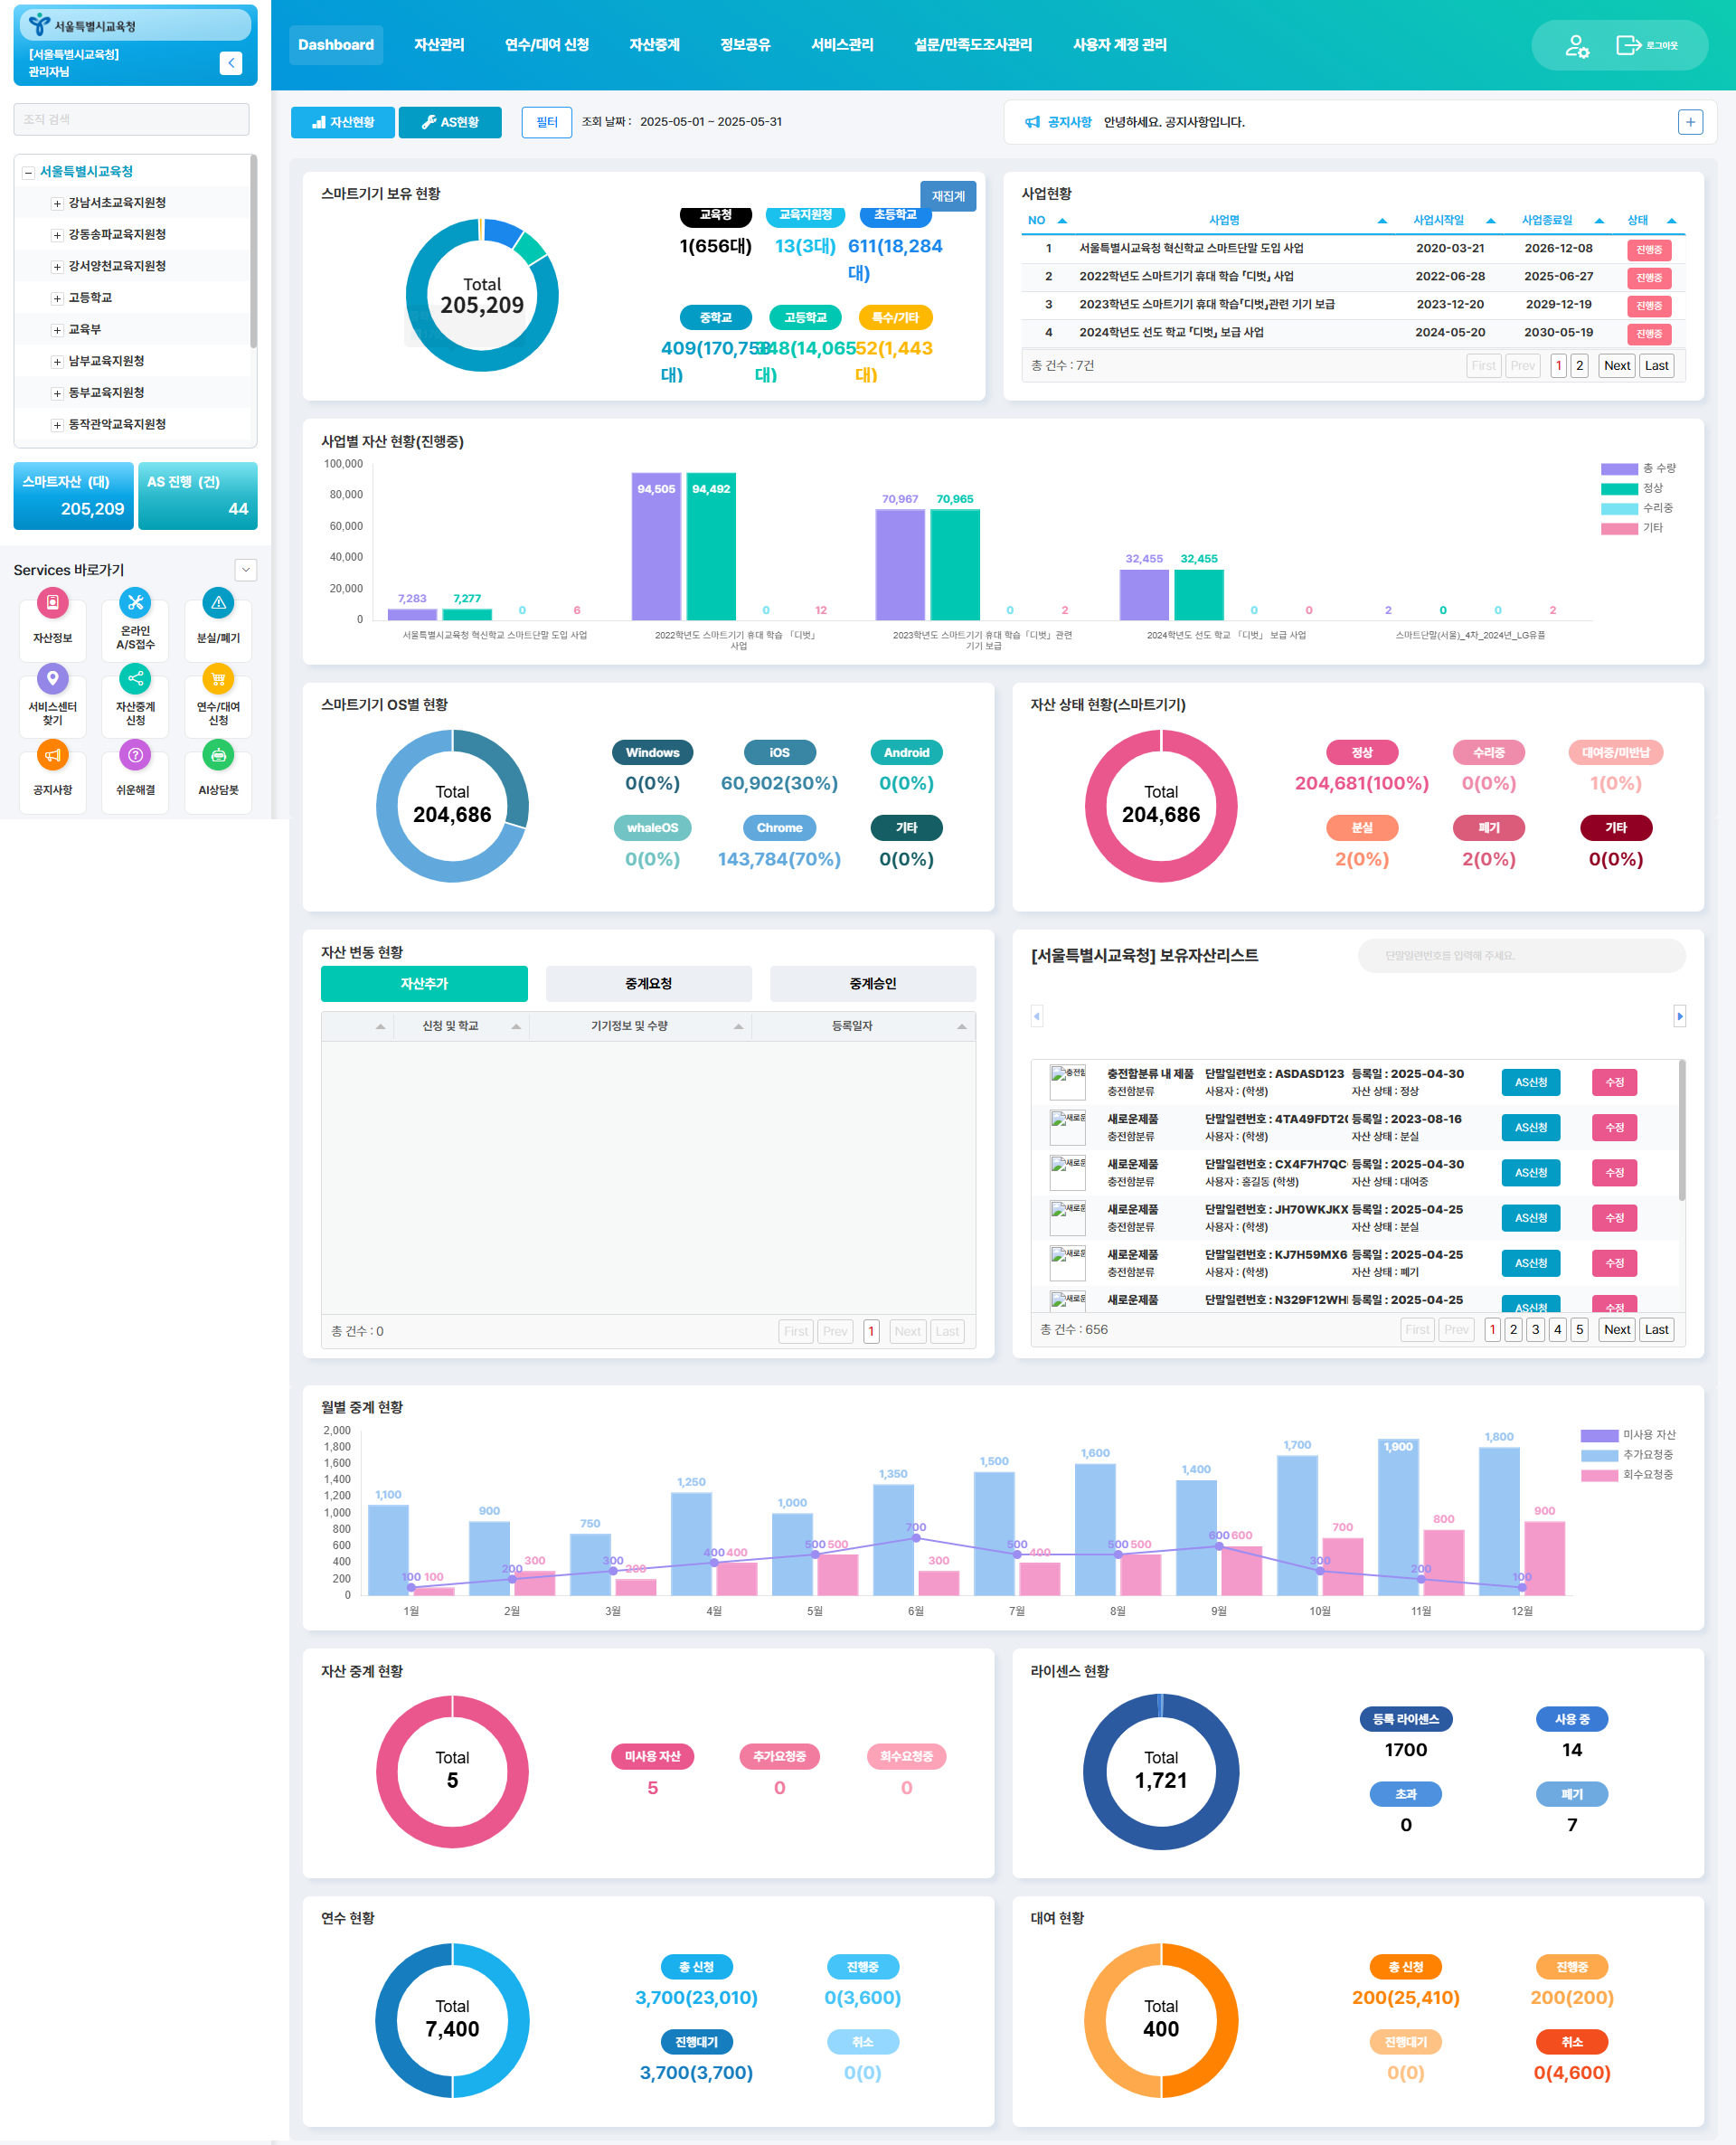 서울특별시교육청
[서울특별시교육청]
관리자님
조직 검색
서울특별시교육청
강남서초교육지원청
강동송파교육지원청
강서양천교육지원청
고등학교
교육부
남부교육지원청
동부교육지원청
동작관악교육지원청
스마트자산 (대)
205,209
AS 진행 (건)
44
Services 바로가기
자산정보
온라인
A/S접수
분실/폐기
서비스센터
찾기
자산중계
신청
연수/대여
신청
공지사항
쉬운해결
AI상담봇
Dashboard 자산관리 연수/대여 신청 자산중계 정보공유 서비스관리 설문/만족도조사관리 사용자 계정 관리
로그아웃
자산현황 AS현황 필터 조회 날짜 : 2025-05-01 ~ 2025-05-31
공지사항 안녕하세요. 공지사항입니다.
스마트기기 보유 현황
재집계
Total
205,209
교육청 교육지원청 초등학교
1(656대) 13(3대) 611(18,284
대)
중학교 고등학교 특수/기타
409(170,758 348(14,065 52(1,443
대) 대) 대)
사업현황
NO 사업명 사업시작일 사업종료일 상태
1 서울특별시교육청 혁신학교 스마트단말 도입 사업 2020-03-21 2026-12-08 진행중
2 2022학년도 스마트기기 휴대 학습 「디벗」 사업 2022-06-28 2025-06-27 진행중
3 2023학년도 스마트기기 휴대 학습「디벗」관련 기기 보급 2023-12-20 2029-12-19 진행중
4 2024학년도 선도 학교 「디벗」 보급 사업 2024-05-20 2030-05-19 진행중
총 건수 : 7건 First Prev 1 2 Next Last
사업별 자산 현황(진행중)
100,000
80,000
60,000
40,000
20,000
0
7,283 7,277 0 6
94,505 94,492 0 12
70,967 70,965 0 2
32,455 32,455 0 0
2 0 0 2
서울특별시교육청 혁신학교 스마트단말 도입 사업
2022학년도 스마트기기 휴대 학습 「디벗」
사업
2023학년도 스마트기기 휴대 학습「디벗」관련
기기 보급
2024학년도 선도 학교 「디벗」 보급 사업
스마트단말(서울)_4차_2024년_LG유플
총 수량
정상
수리중
기타
스마트기기 OS별 현황
Total
204,686
Windows iOS Android
0(0%) 60,902(30%) 0(0%)
whaleOS Chrome 기타
0(0%) 143,784(70%) 0(0%)
자산 상태 현황(스마트기기)
Total
204,686
정상 수리중 대여중/미반납
204,681(100%) 0(0%) 1(0%)
분실 폐기 기타
2(0%) 2(0%) 0(0%)
자산 변동 현황
자산추가 중계요청 중계승인
신청 및 학교 기기정보 및 수량 등록일자
총 건수 : 0 First Prev 1 Next Last
[서울특별시교육청] 보유자산리스트
단말일련번호를 입력해 주세요.
충전함 충전함분류 내 제품 단말일련번호 : ASDASD123 등록일 : 2025-04-30 AS신청 수정
충전함분류 사용자 : (학생) 자산 상태 : 정상
새로운 새로운제품 단말일련번호 : 4TA49FDT2 등록일 : 2023-08-16 AS신청 수정
충전함분류 사용자 : (학생) 자산 상태 : 분실
새로운 새로운제품 단말일련번호 : CX4F7H7QC 등록일 : 2025-04-30 AS신청 수정
충전함분류 사용자 : 홍길동 (학생) 자산 상태 : 대여중
새로운 새로운제품 단말일련번호 : JH70WKJKX 등록일 : 2025-04-25 AS신청 수정
충전함분류 사용자 : (학생) 자산 상태 : 분실
새로운 새로운제품 단말일련번호 : KJ7H59MX6 등록일 : 2025-04-25 AS신청 수정
충전함분류 사용자 : (학생) 자산 상태 : 폐기
새로운 새로운제품 단말일련번호 : N329F12WH 등록일 : 2025-04-25 AS신청 수정
총 건수 : 656 First Prev 1 2 3 4 5 Next Last
월별 중계 현황
2,000
1,800
1,600
1,400
1,200
1,000
800
600
400
200
0
1,100 900 750 1,250 1,000 1,350 1,500 1,600 1,400 1,700 1,900 1,800
100 200 300 400 500 700 500 500 600 300 200 100
100 300 200 400 500 300 400 500 600 700 800 900
1월 2월 3월 4월 5월 6월 7월 8월 9월 10월 11월 12월
미사용 자산
추가요청중
회수요청중
자산 중계 현황
Total
5
미사용 자산 추가요청중 회수요청중
5 0 0
라이센스 현황
Total
1,721
등록 라이센스 사용 중
1700 14
초과 폐기
0 7
연수 현황
Total
7,400
총 신청 진행중
3,700(23,010) 0(3,600)
진행대기 취소
3,700(3,700) 0(0)
대여 현황
Total
400
총 신청 진행중
200(25,410) 200(200)
진행대기 취소
0(0) 0(4,600)